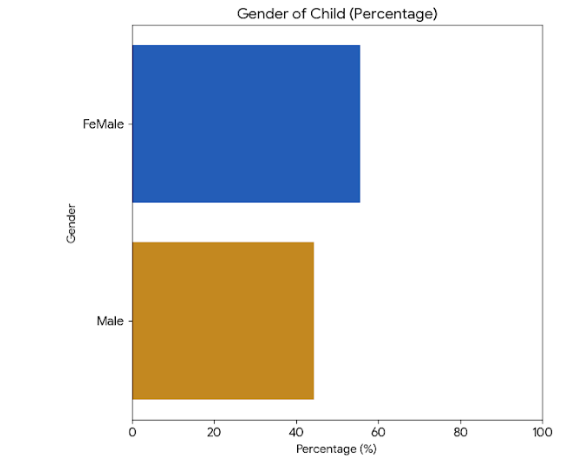 Gender of Child (Percentage)
FeMale
Gender
Male
0 20 40 60 80 100
Percentage (%)